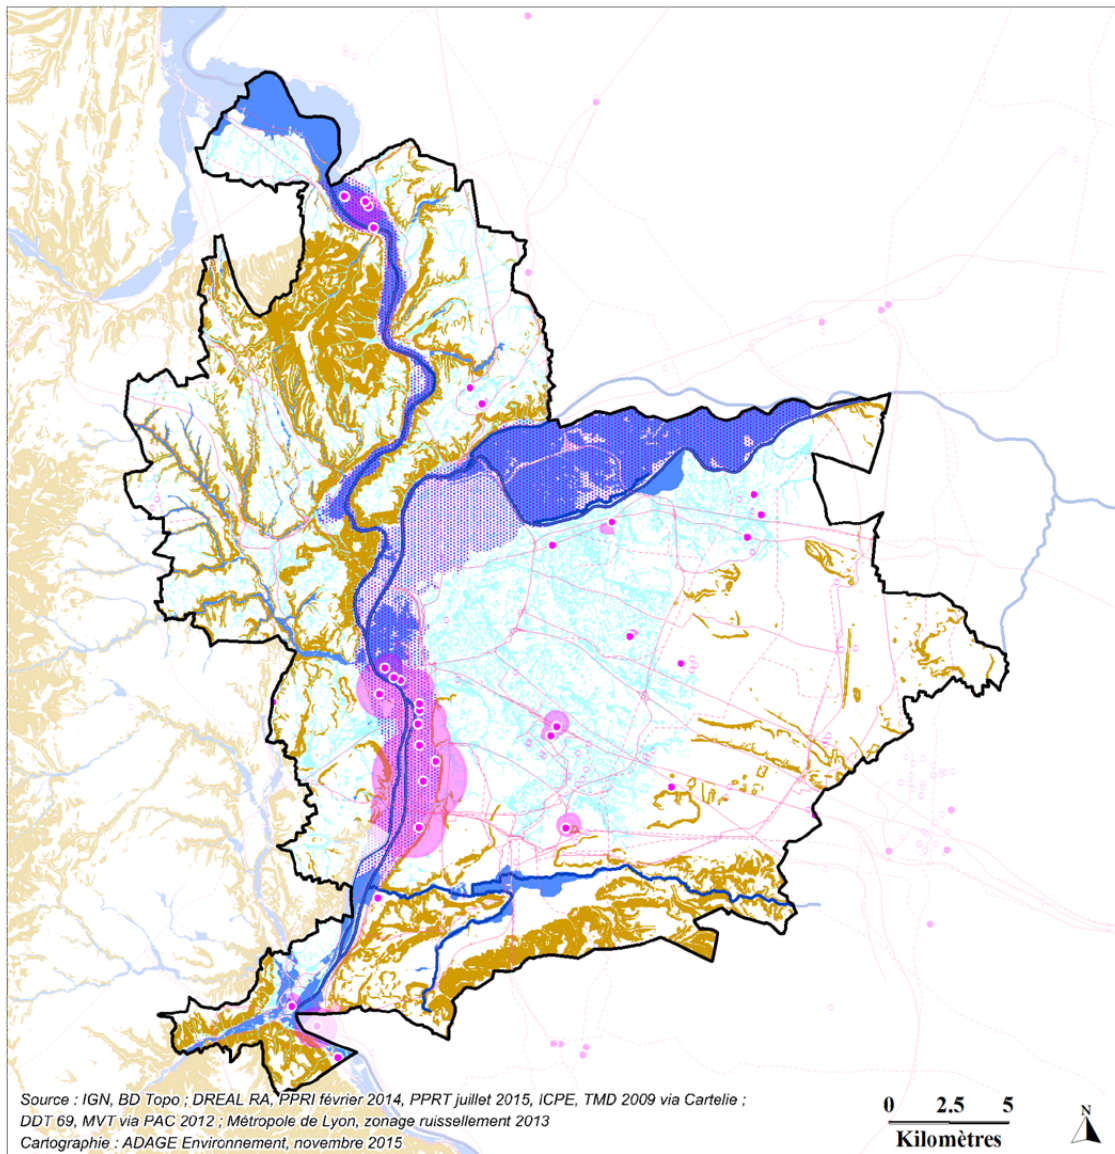 Source : IGN, BD Topo ; DREAL RA, PPRI février 2014, PPRT juillet 2015, ICPE, TMD 2009 via Cartelie ;
DDT 69, MVT via PAC 2012 ; Métropole de Lyon, zonage ruissellement 2013
Cartographie : ADAGE Environnement, novembre 2015
0 2.5 5
Kilomètres
N